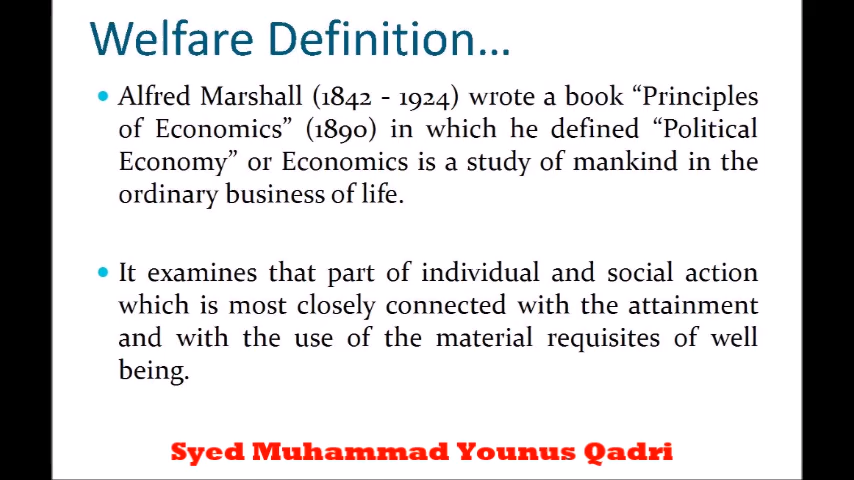 Welfare Definition...
• Alfred Marshall (1842 - 1924) wrote a book “Principles
of Economics” (1890) in which he defined “Political
Economy” or Economics is a study of mankind in the
ordinary business of life.
• It examines that part of individual and social action
which is most closely connected with the attainment
and with the use of the material requisites of well
being.
Syed Muhammad Younus Qadri